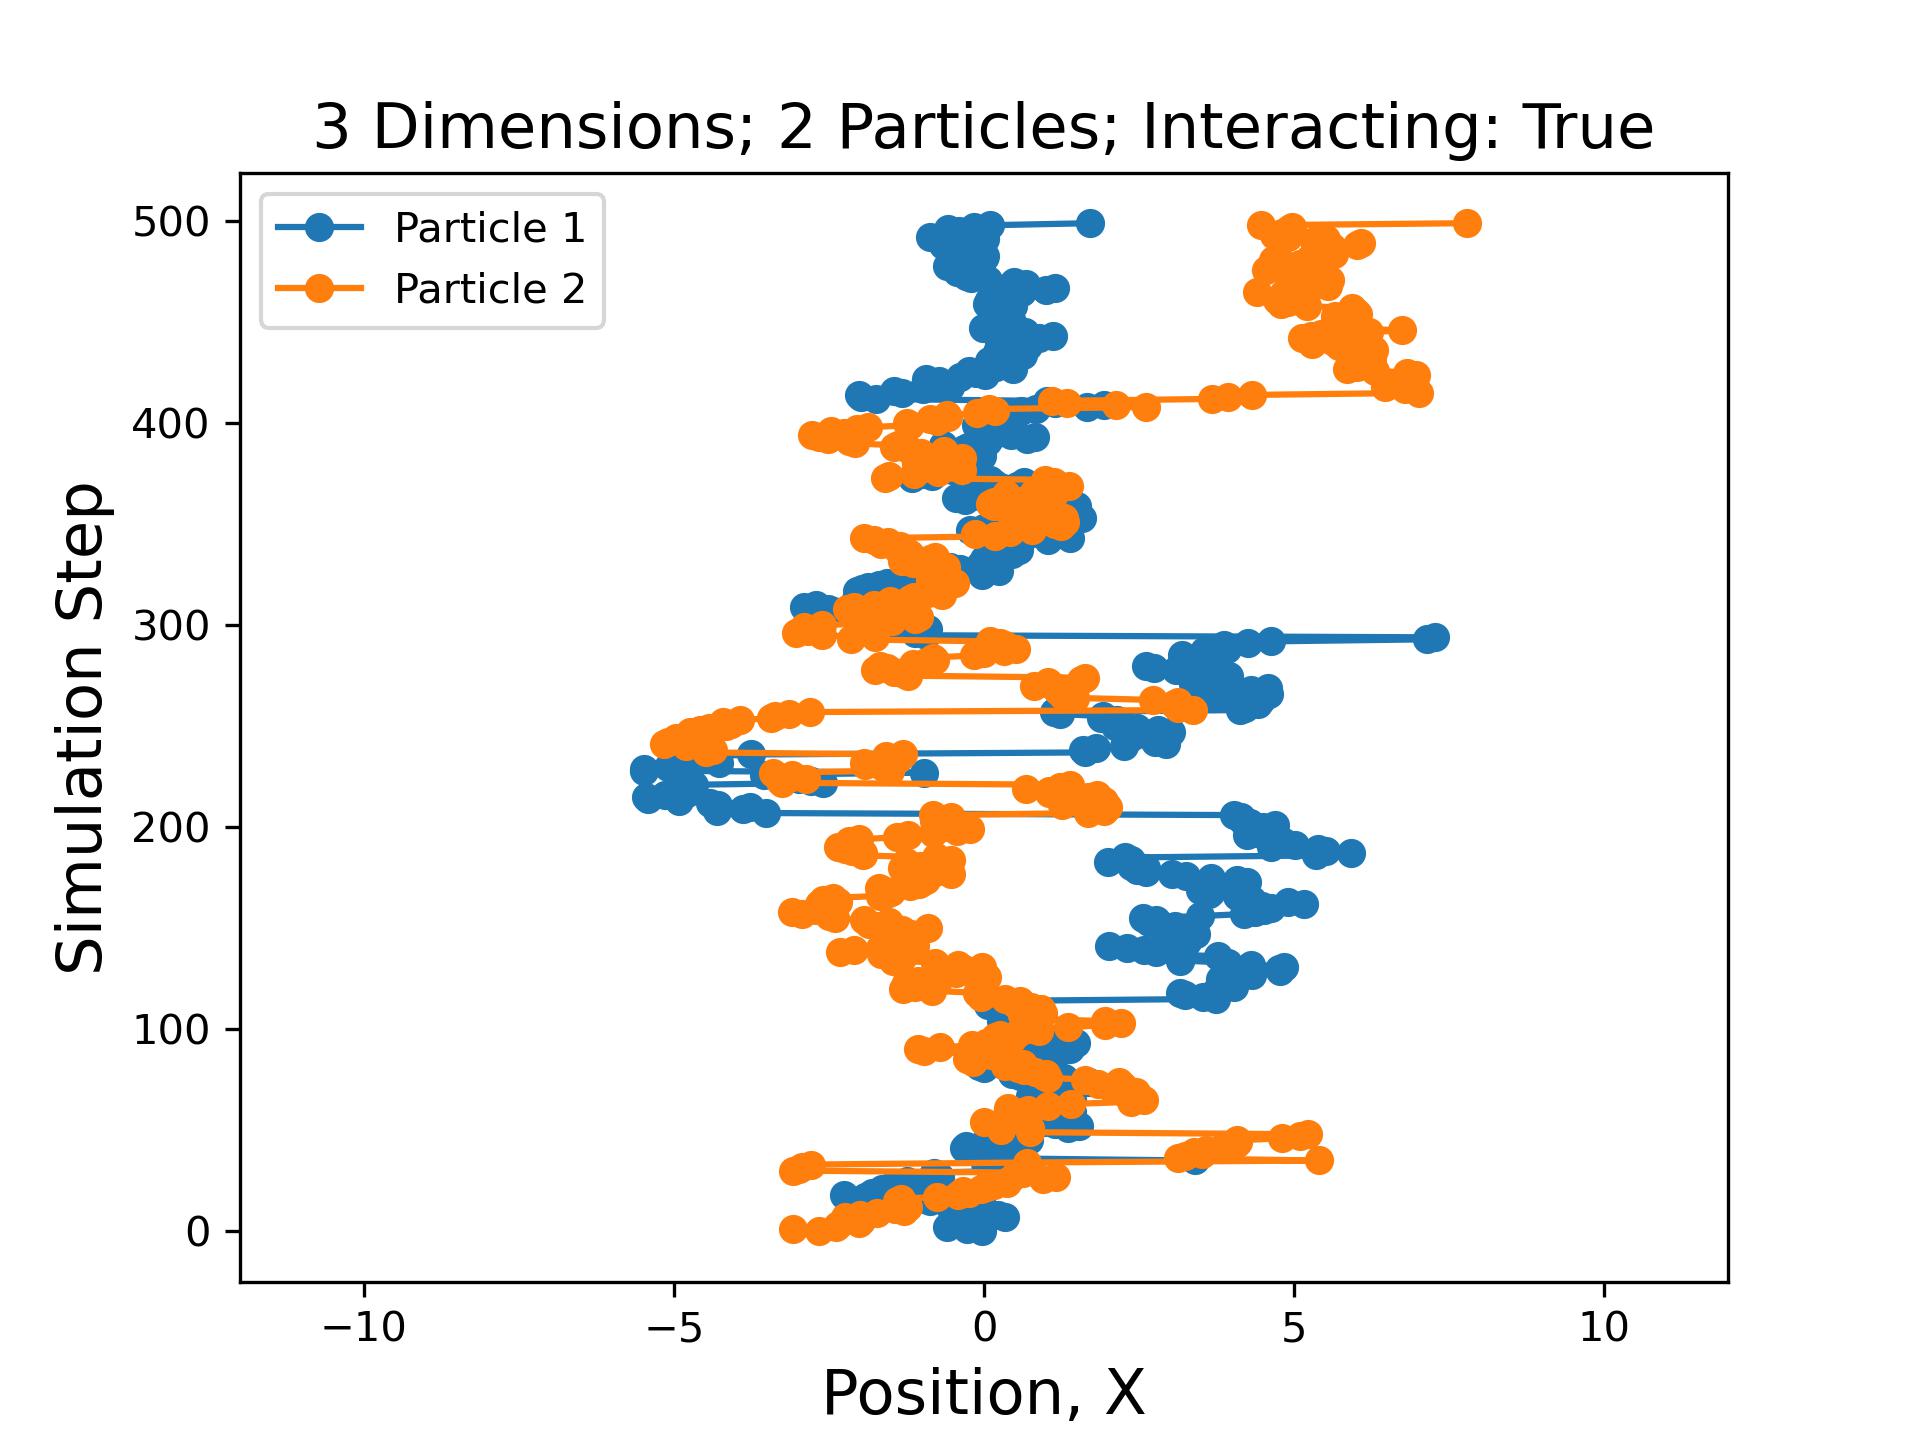 3 Dimensions; 2 Particles; Interacting: True
Particle 1
Particle 2
500
400
300
200
100
0
Simulation Step
−10
−5
0
5
10
Position, X